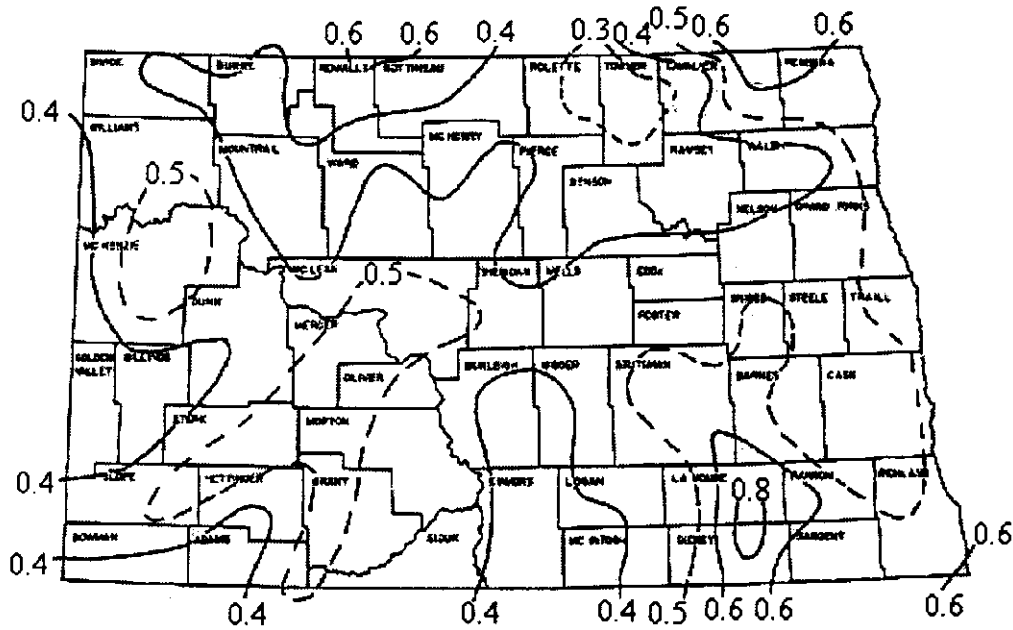 0.6 0.6 0.4 0.3 0.4 0.5 0.6 0.6
DIVIDE BURKE RENVILLE BOTTINEAU ROLETTE TOWNER CAVALIER PEMBINA
0.4
WILLIAMS MOUNTRAIL WARD MC HENRY PIERCE BENSON RAMSEY WALSH
0.5
NELSON GRAND FORKS
MC KENZIE MC LEAN 0.5 SHERIDAN WELLS EDDY
DUNN MERCER FOSTER GRIGGS STEELE TRAILL
GOLDEN VALLEY BILLINGS OLIVER BURLEIGH KIDDER STUTSMAN BARNES CASS
STARK MORTON
0.4 SLOPE HETTINGER GRANT EMMONS LOGAN LA MOURE 0.8 RANSOM RICHLAND
BOWMAN ADAMS SIOUX MC INTOSH DICKEY SARGENT
0.4 0.6
0.4 0.4 0.4 0.5 0.6 0.6 0.6